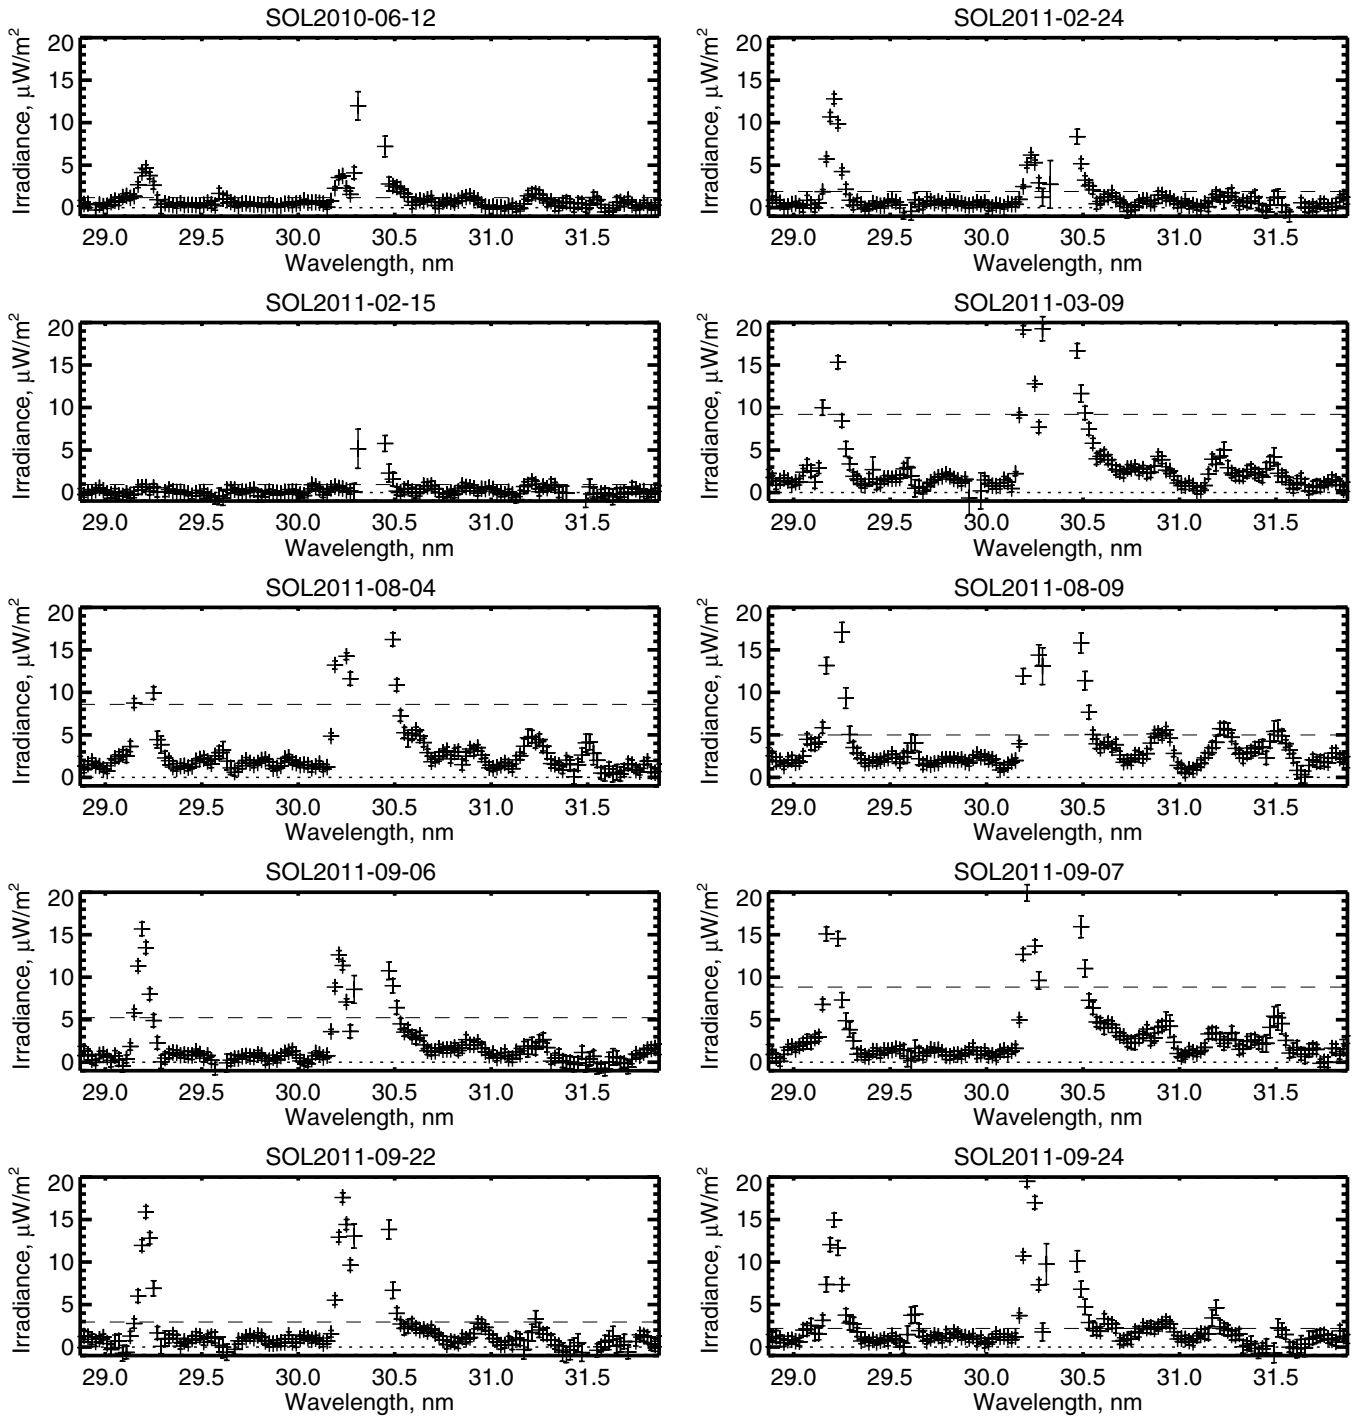 SOL2010-06-12
Irradiance, μW/m²
20
15
10
5
0
29.0 29.5 30.0 30.5 31.0 31.5
Wavelength, nm
SOL2011-02-24
Irradiance, μW/m²
20
15
10
5
0
29.0 29.5 30.0 30.5 31.0 31.5
Wavelength, nm
SOL2011-02-15
Irradiance, μW/m²
20
15
10
5
0
29.0 29.5 30.0 30.5 31.0 31.5
Wavelength, nm
SOL2011-03-09
Irradiance, μW/m²
20
15
10
5
0
29.0 29.5 30.0 30.5 31.0 31.5
Wavelength, nm
SOL2011-08-04
Irradiance, μW/m²
20
15
10
5
0
29.0 29.5 30.0 30.5 31.0 31.5
Wavelength, nm
SOL2011-08-09
Irradiance, μW/m²
20
15
10
5
0
29.0 29.5 30.0 30.5 31.0 31.5
Wavelength, nm
SOL2011-09-06
Irradiance, μW/m²
20
15
10
5
0
29.0 29.5 30.0 30.5 31.0 31.5
Wavelength, nm
SOL2011-09-07
Irradiance, μW/m²
20
15
10
5
0
29.0 29.5 30.0 30.5 31.0 31.5
Wavelength, nm
SOL2011-09-22
Irradiance, μW/m²
20
15
10
5
0
29.0 29.5 30.0 30.5 31.0 31.5
Wavelength, nm
SOL2011-09-24
Irradiance, μW/m²
20
15
10
5
0
29.0 29.5 30.0 30.5 31.0 31.5
Wavelength, nm